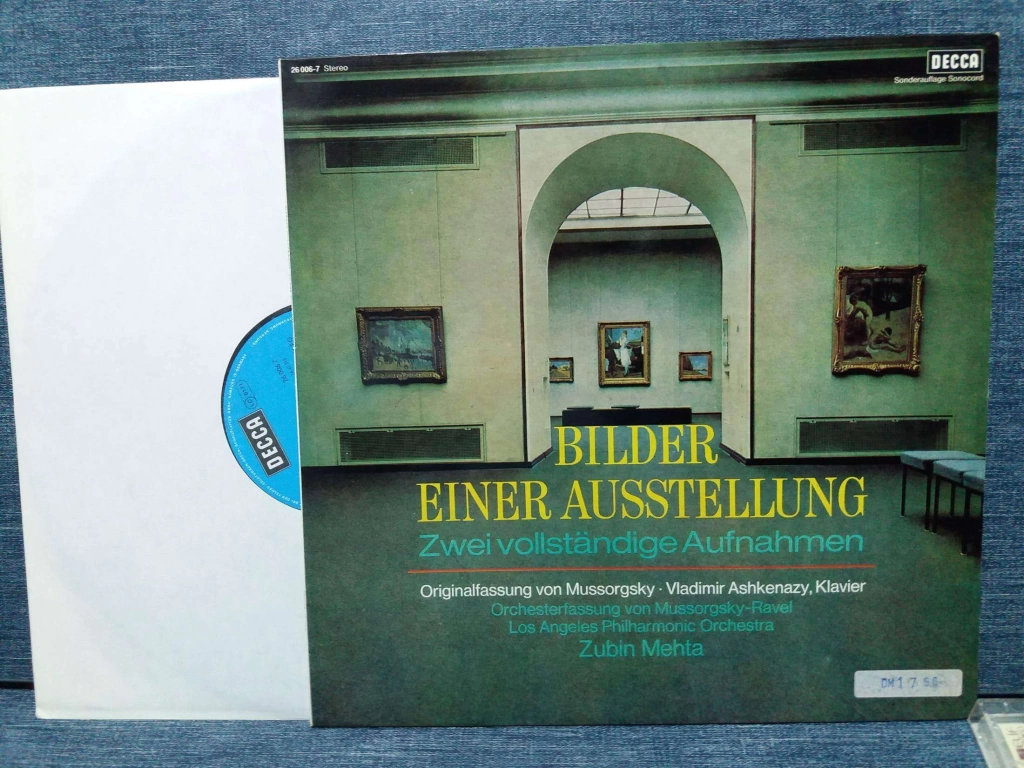 26 006-7 Stereo
DECCA
Sonderauflage Sonocord
BILDER
EINER AUSSTELLUNG
Zwei vollständige Aufnahmen
Originalfassung von Mussorgsky · Vladimir Ashkenazy, Klavier
Orchesterfassung von Mussorgsky-Ravel
Los Angeles Philharmonic Orchestra
Zubin Mehta
DECCA